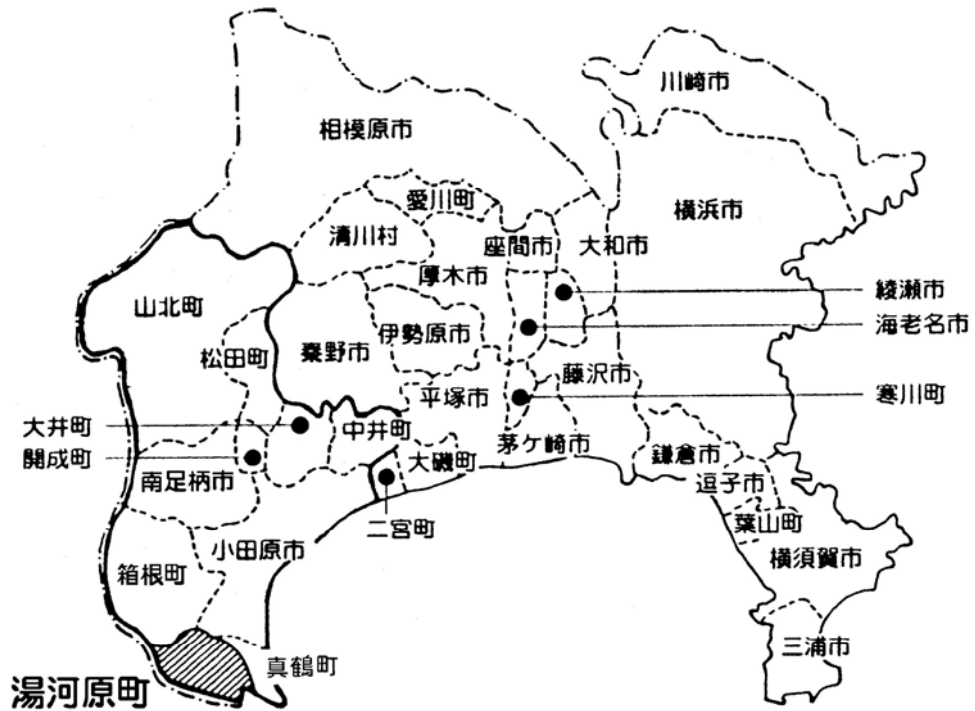 川崎市
相模原市
愛川町
横浜市
清川村
座間市
大和市
厚木市
綾瀬市
山北町
海老名市
伊勢原市
松田町
秦野市
藤沢市
平塚市
寒川町
大井町
中井町
茅ケ崎市
開成町
大磯町
鎌倉市
南足柄市
逗子市
二宮町
葉山町
小田原市
横須賀市
箱根町
三浦市
真鶴町
湯河原町